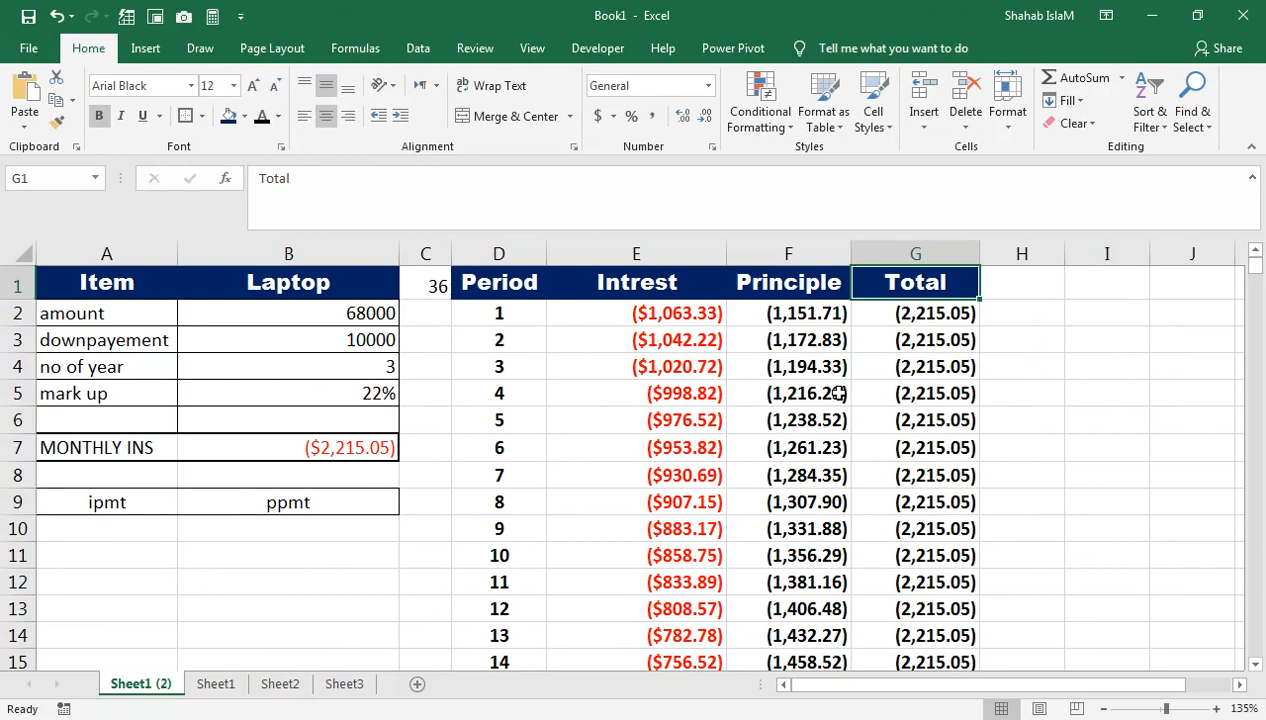 Book1 - Excel
Shahab IslaM
File Home Insert Draw Page Layout Formulas Data Review View Developer Help Power Pivot Tell me what you want to do Share
Paste
Clipboard
Arial Black 12
B I U
Font
Wrap Text
Merge & Center
Alignment
General
$ % ,
Number
Conditional Formatting
Format as Table
Cell Styles
Styles
Insert Delete Format
Cells
AutoSum
Fill
Clear
Sort & Filter
Find & Select
Editing
G1 fx Total
A B C D E F G H I J
1 Item Laptop 36 Period Intrest Principle Total
2 amount 68000 1 ($1,063.33) (1,151.71) (2,215.05)
3 downpayement 10000 2 ($1,042.22) (1,172.83) (2,215.05)
4 no of year 3 3 ($1,020.72) (1,194.33) (2,215.05)
5 mark up 22% 4 ($998.82) (2,215.05)
6 5 ($976.52) (1,238.52) (2,215.05)
7 MONTHLY INS ($2,215.05) 6 ($953.82) (1,261.23) (2,215.05)
8 7 ($930.69) (1,284.35) (2,215.05)
9 ipmt ppmt 8 ($907.15) (1,307.90) (2,215.05)
10 9 ($883.17) (1,331.88) (2,215.05)
11 10 ($858.75) (1,356.29) (2,215.05)
12 11 ($833.89) (1,381.16) (2,215.05)
13 12 ($808.57) (1,406.48) (2,215.05)
14 13 ($782.78) (1,432.27) (2,215.05)
15 14 ($756.52) (1,458.52) (2,215.05)
Sheet1 (2) Sheet1 Sheet2 Sheet3
Ready 135%